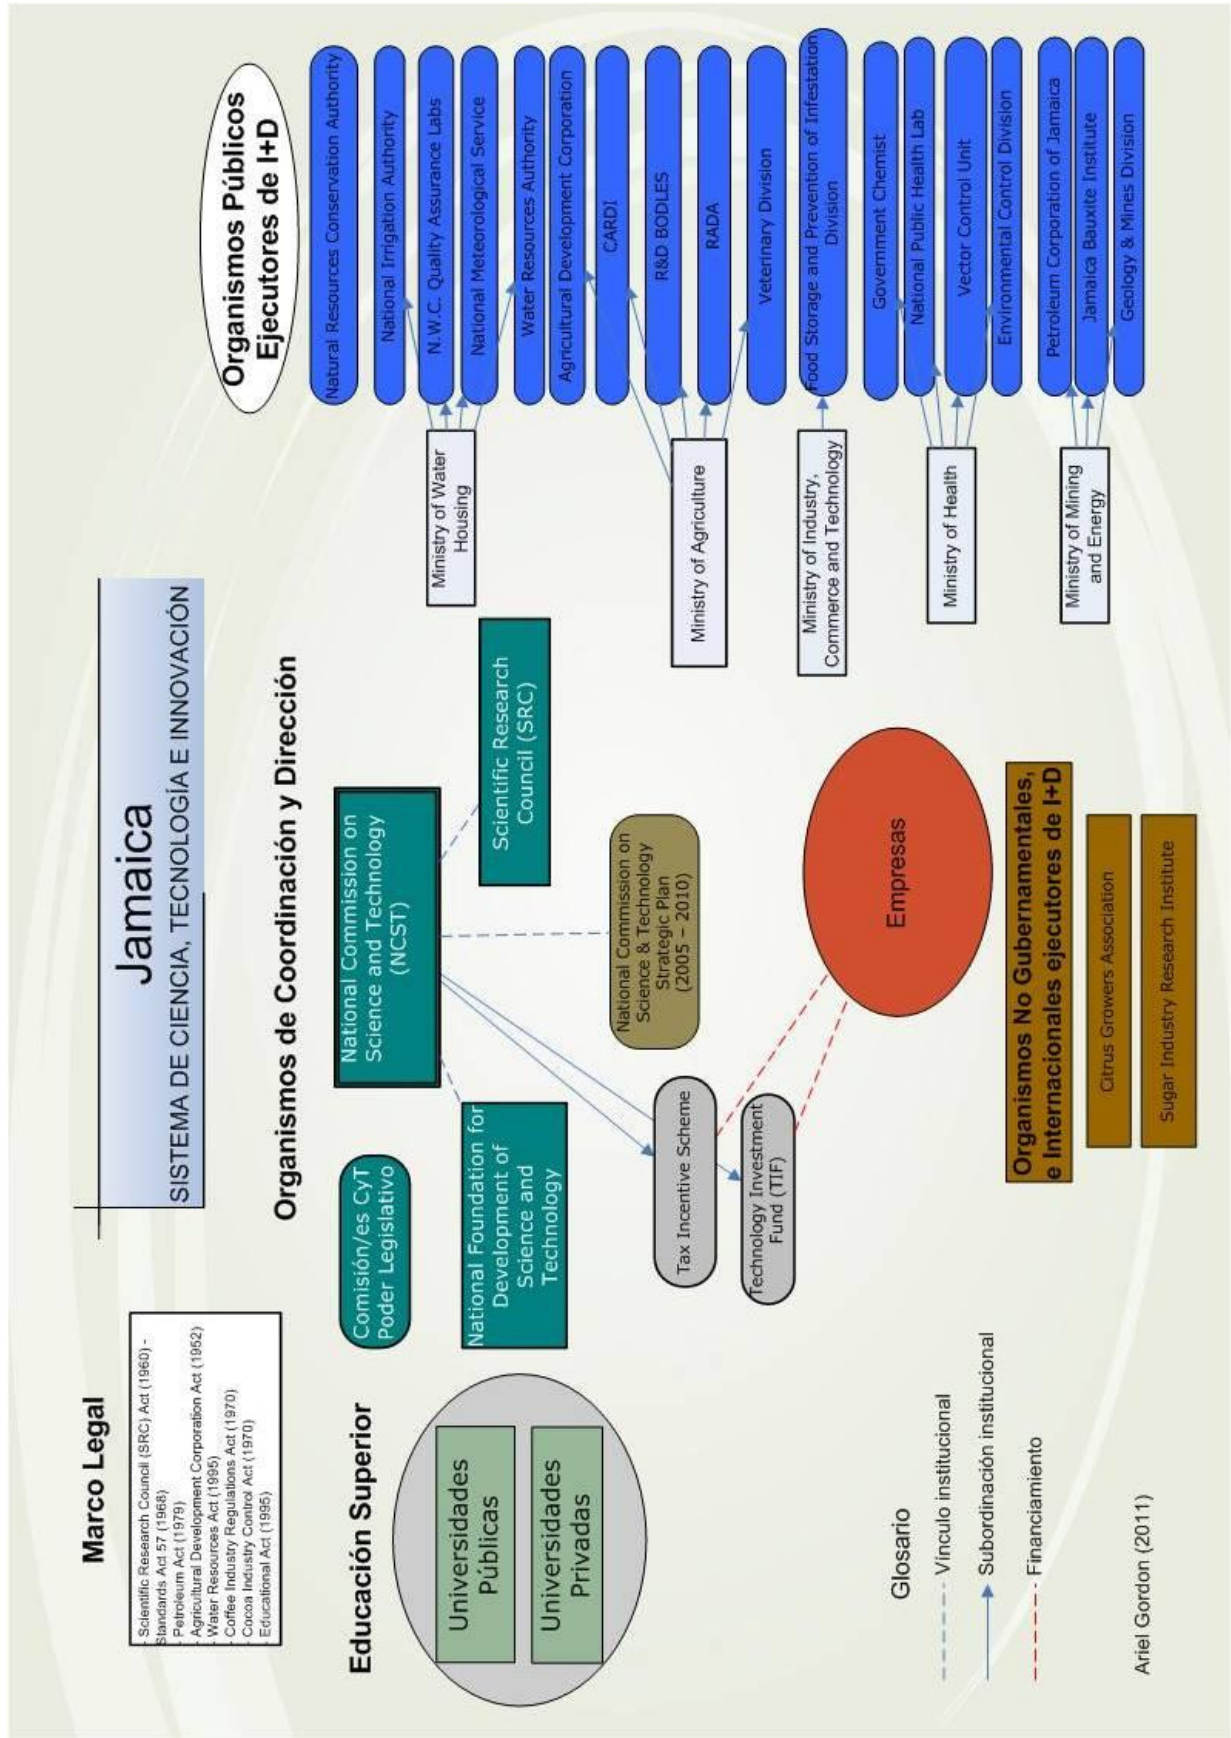 Jamaica
SISTEMA DE CIENCIA, TECNOLOGÍA E INNOVACIÓN
Marco Legal
- Scientific Research Council (SRC) Act (1960) -
Standards Act 57 (1968)
- Petroleum Act (1979)
- Agricultural Development Corporation Act (1952)
- Water Resources Act (1995)
- Coffee Industry Regulations Act (1970)
- Cocoa Industry Control Act (1970)
- Educational Act (1995)
Educación Superior
Universidades
Públicas
Universidades
Privadas
Organismos de Coordinación y Dirección
Comisión/es CyT
Poder Legislativo
National Commission on
Science and Technology
(NCST)
National Foundation for
Development of
Science and
Technology
Scientific Research
Council (SRC)
National Commission on
Science & Technology
Strategic Plan
(2005 – 2010)
Tax Incentive Scheme
Technology Investment
Fund (TIF)
Empresas
Organismos No Gubernamentales,
e Internacionales ejecutores de I+D
Citrus Growers Association
Sugar Industry Research Institute
Ministry of Water
Housing
Ministry of Agriculture
Ministry of Industry,
Commerce and Technology
Ministry of Health
Ministry of Mining
and Energy
Organismos Públicos
Ejecutores de I+D
Natural Resources Conservation Authority
National Irrigation Authority
N.W.C. Quality Assurance Labs
National Meteorological Service
Water Resources Authority
Agricultural Development Corporation
CARDI
R&D BODLES
RADA
Veterinary Division
Food Storage and Prevention of Infestation
Division
Government Chemist
National Public Health Lab
Vector Control Unit
Environmental Control Division
Petroleum Corporation of Jamaica
Jamaica Bauxite Institute
Geology & Mines Division
Glosario
Vínculo institucional
Subordinación institucional
Financiamiento
Ariel Gordon (2011)